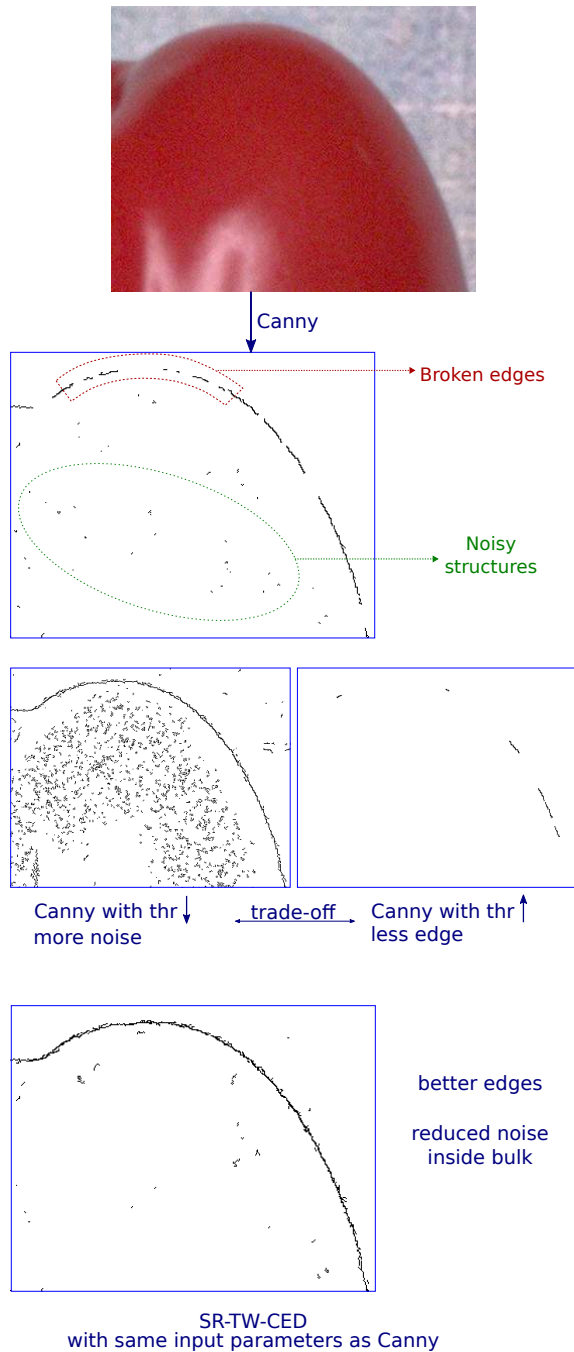 Canny
Broken edges
Noisy
structures
Canny with thr
more noise
trade-off
Canny with thr
less edge
better edges
reduced noise
inside bulk
SR-TW-CED
with same input parameters as Canny